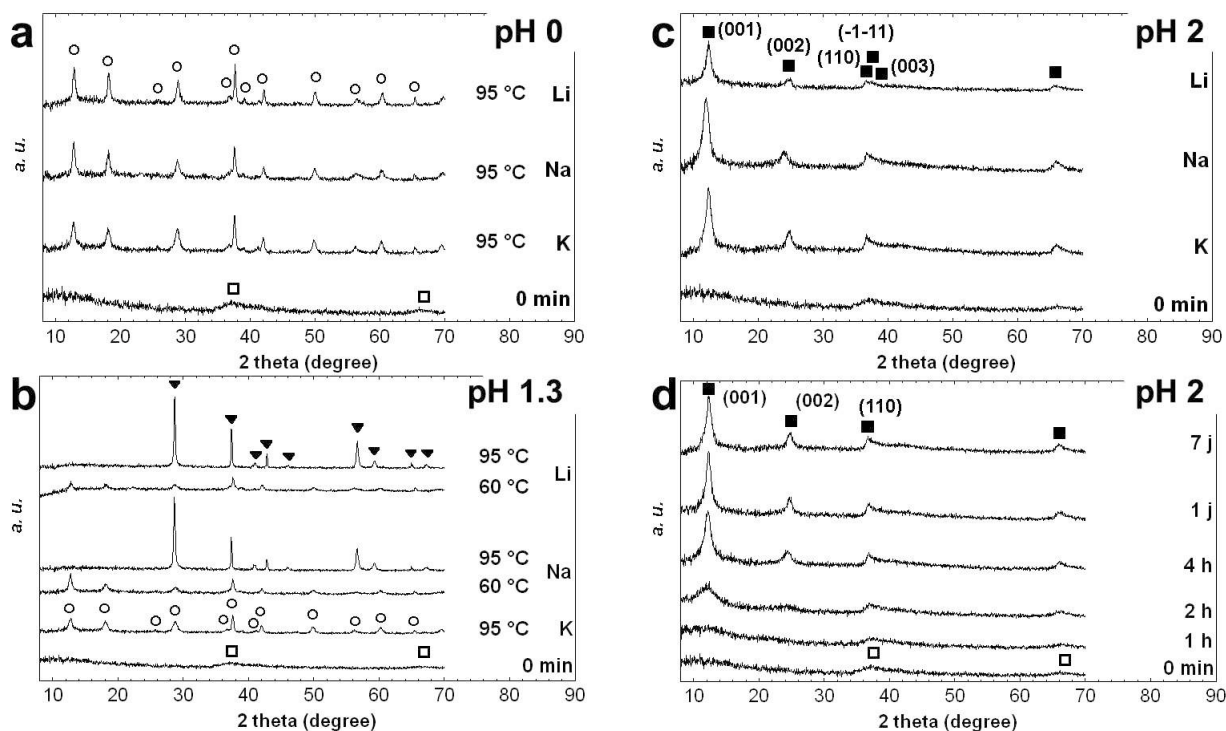 a
pH 0
95 °C Li
95 °C Na
95 °C K
0 min
a. u.
10 20 30 40 50 60 70 80 90
2 theta (degree)
b
pH 1.3
95 °C
Li
60 °C
95 °C
Na
60 °C
95 °C K
0 min
a. u.
10 20 30 40 50 60 70 80 90
2 theta (degree)
c
pH 2
(001)
(002)
(-1-11)
(110)
(003)
Li
Na
K
0 min
a. u.
10 20 30 40 50 60 70 80 90
2 theta (degree)
d
pH 2
(001)
(002)
(110)
7 j
1 j
4 h
2 h
1 h
0 min
a. u.
10 20 30 40 50 60 70 80 90
2 theta (degree)